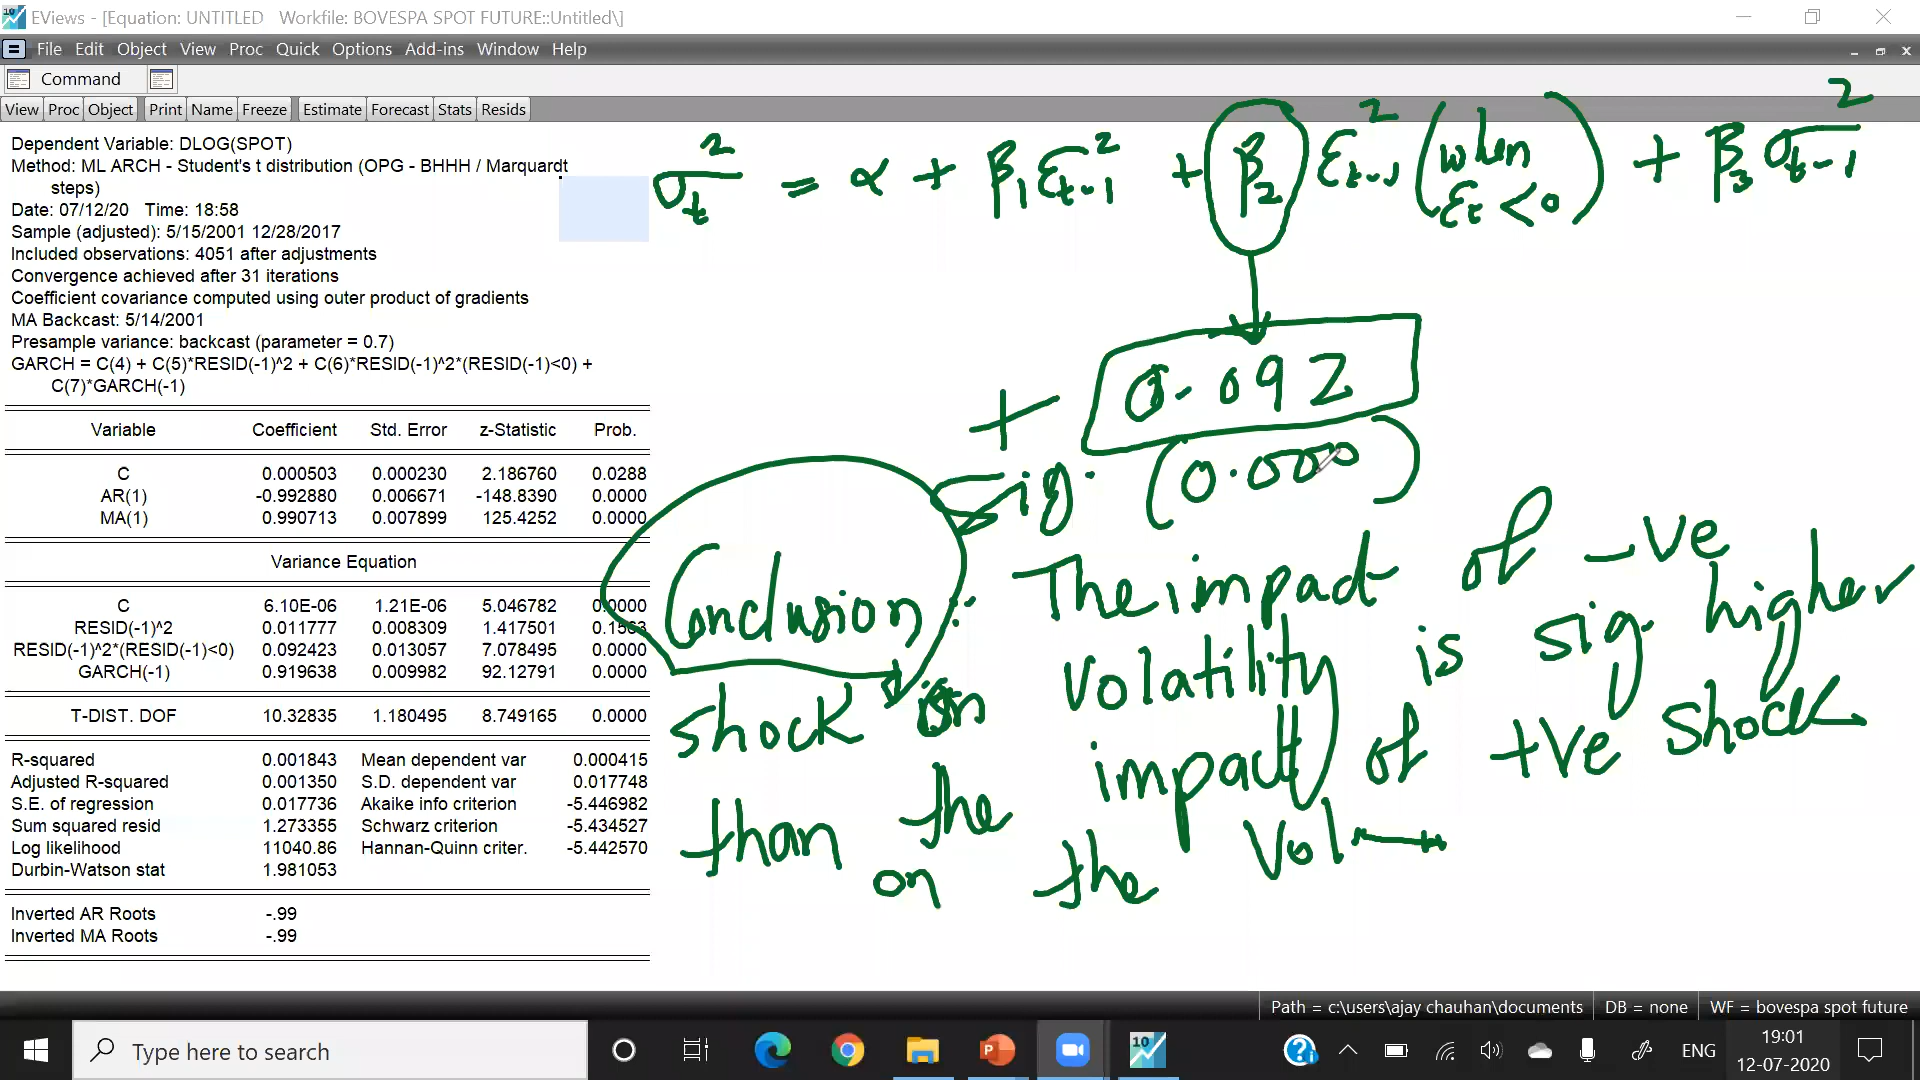 EViews - [Equation: UNTITLED   Workfile: BOVESPA SPOT FUTURE::Untitled\]
File Edit Object View Proc Quick Options Add-ins Window Help
Command
View Proc Object Print Name Freeze Estimate Forecast Stats Resids
Dependent Variable: DLOG(SPOT)
Method: ML ARCH - Student's t distribution (OPG - BHHH / Marquardt
steps)
Date: 07/12/20   Time: 18:58
Sample (adjusted): 5/15/2001 12/28/2017
Included observations: 4051 after adjustments
Convergence achieved after 31 iterations
Coefficient covariance computed using outer product of gradients
MA Backcast: 5/14/2001
Presample variance: backcast (parameter = 0.7)
GARCH = C(4) + C(5)*RESID(-1)^2 + C(6)*RESID(-1)^2*(RESID(-1)<0) +
C(7)*GARCH(-1)
Variable Coefficient Std. Error z-Statistic Prob.
C 0.000503 0.000230 2.186760 0.0288
AR(1) -0.992880 0.006671 -148.8390 0.0000
MA(1) 0.990713 0.007899 125.4252 0.0000
Variance Equation
C 6.10E-06 1.21E-06 5.046782 0.0000
RESID(-1)^2 0.011777 0.008309 1.417501 0.1563
RESID(-1)^2*(RESID(-1)<0) 0.092423 0.013057 7.078495 0.0000
GARCH(-1) 0.919638 0.009982 92.12791 0.0000
T-DIST. DOF 10.32835 1.180495 8.749165 0.0000
R-squared 0.001843 Mean dependent var 0.000415
Adjusted R-squared 0.001350 S.D. dependent var 0.017748
S.E. of regression 0.017736 Akaike info criterion -5.446982
Sum squared resid 1.273355 Schwarz criterion -5.434527
Log likelihood 11040.86 Hannan-Quinn criter. -5.442570
Durbin-Watson stat 1.981053
Inverted AR Roots -.99
Inverted MA Roots -.99
σt² = α + β1 εt-1² + β2 εt-1² (when εt<0) + β3 σt-1²
0.092
+
sig. (0.000)
Conclusion: The impact of -ve
shock on volatility is sig. higher
than the impact of +ve shock
on the Vol
Path = c:\users\ajay chauhan\documents DB = none WF = bovespa spot future
Type here to search
10
ENG
19:01
12-07-2020